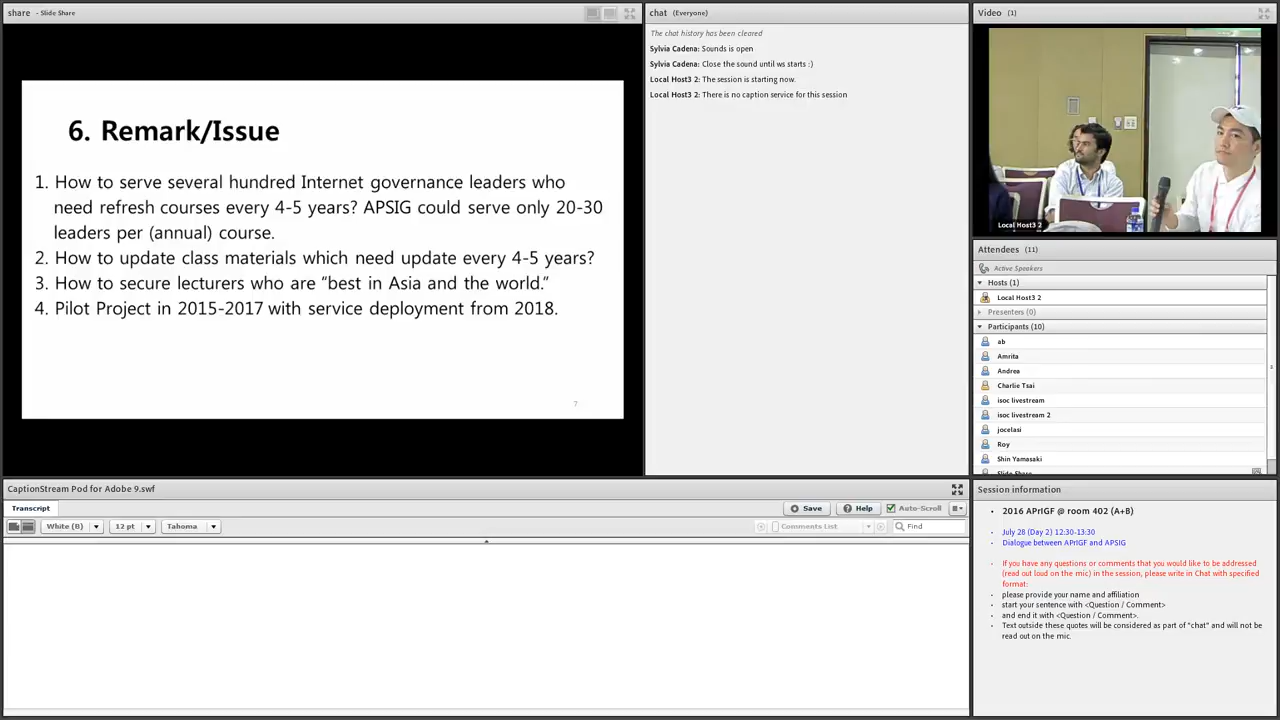 share - Slide Share
6. Remark/Issue
1. How to serve several hundred Internet governance leaders who
need refresh courses every 4-5 years? APSIG could serve only 20-30
leaders per (annual) course.
2. How to update class materials which need update every 4-5 years?
3. How to secure lecturers who are “best in Asia and the world.”
4. Pilot Project in 2015-2017 with service deployment from 2018.
7
chat (Everyone)
The chat history has been cleared
Sylvia Cadena: Sounds is open
Sylvia Cadena: Close the sound until ws starts :)
Local Host3 2: The session is starting now.
Local Host3 2: There is no caption service for this session
Video (1)
Local Host3 2
Attendees (11)
Active Speakers
Hosts (1)
Local Host3 2
Presenters (0)
Participants (10)
ab
Amrita
Andrea
Charlie Tsai
isoc livestream
isoc livestream 2
jocelasi
Roy
Shin Yamasaki
Slide Share
CaptionStream Pod for Adobe 9.swf
Transcript
Save
Help
Auto-Scroll
White (B)
12 pt
Tahoma
Comments List
Find
Session information
• 2016 APrIGF @ room 402 (A+B)
• July 28 (Day 2) 12:30-13:30
• Dialogue between APrIGF and APSIG
• If you have any questions or comments that you would like to be addressed
(read out loud on the mic) in the session, please write in Chat with specified
format:
• please provide your name and affiliation
• start your sentence with <Question / Comment>
• and end it with <Question / Comment>.
• Text outside these quotes will be considered as part of "chat" and will not be
read out on the mic.